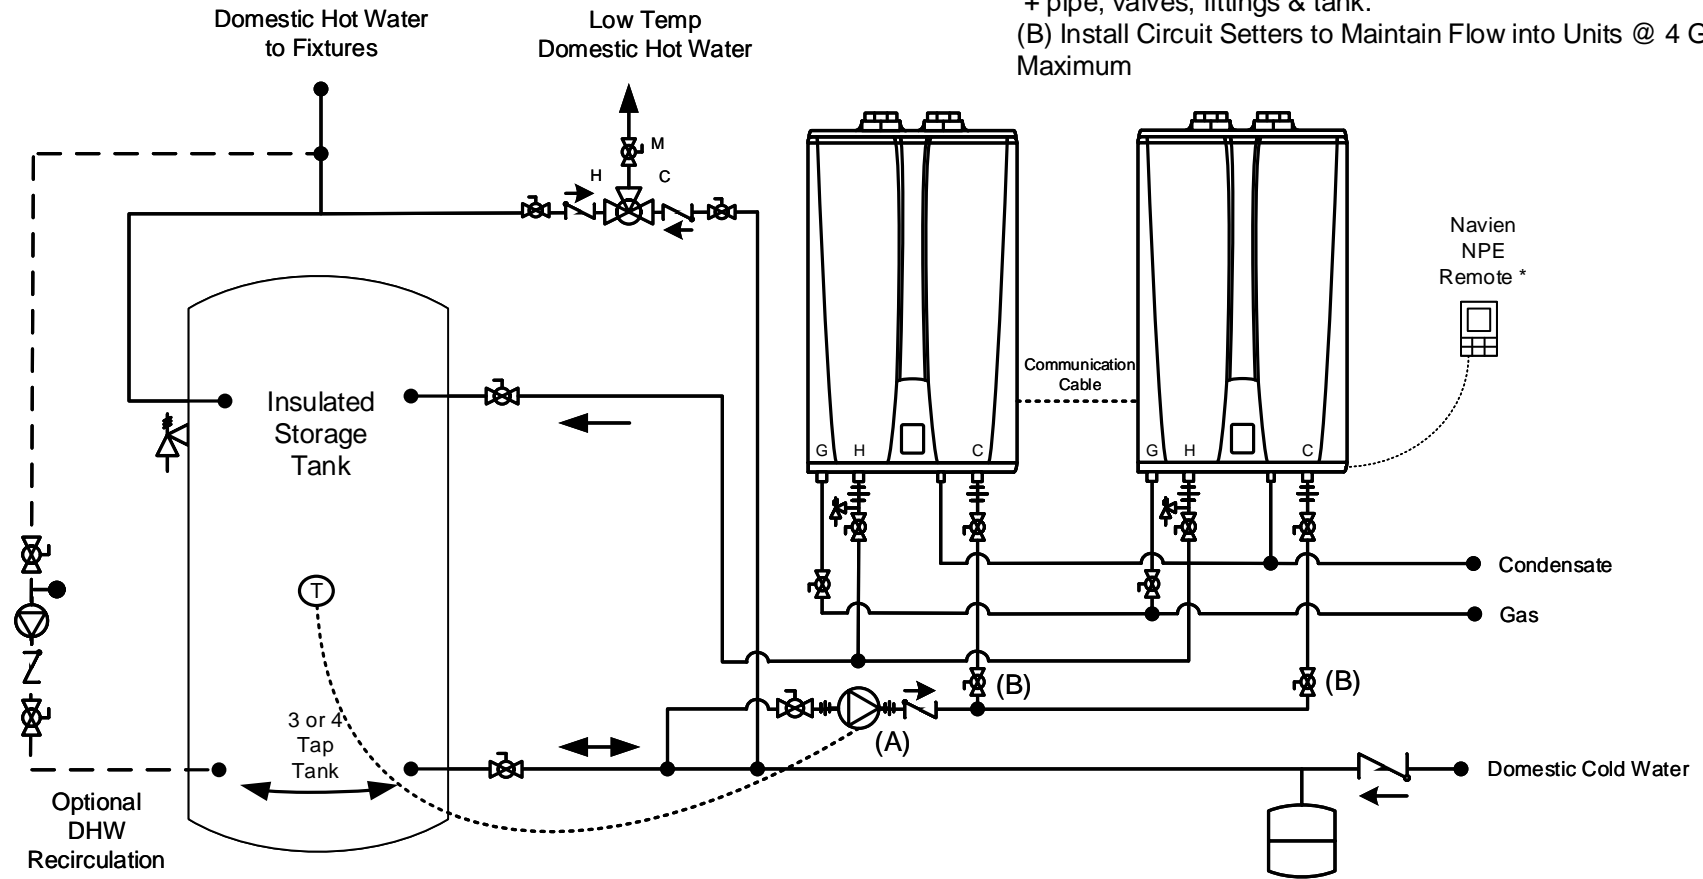 + pipe, valves, fittings & tank.
(B) Install Circuit Setters to Maintain Flow into Units @ 4 G
Maximum
Domestic Hot Water
to Fixtures
Low Temp
Domestic Hot Water
M
H
C
Navien
NPE
Remote *
Communication
Cable
Insulated
Storage
Tank
G
H
C
G
H
C
Condensate
Gas
T
(B)
(B)
(A)
3 or 4
Tap
Tank
Domestic Cold Water
Optional
DHW
Recirculation